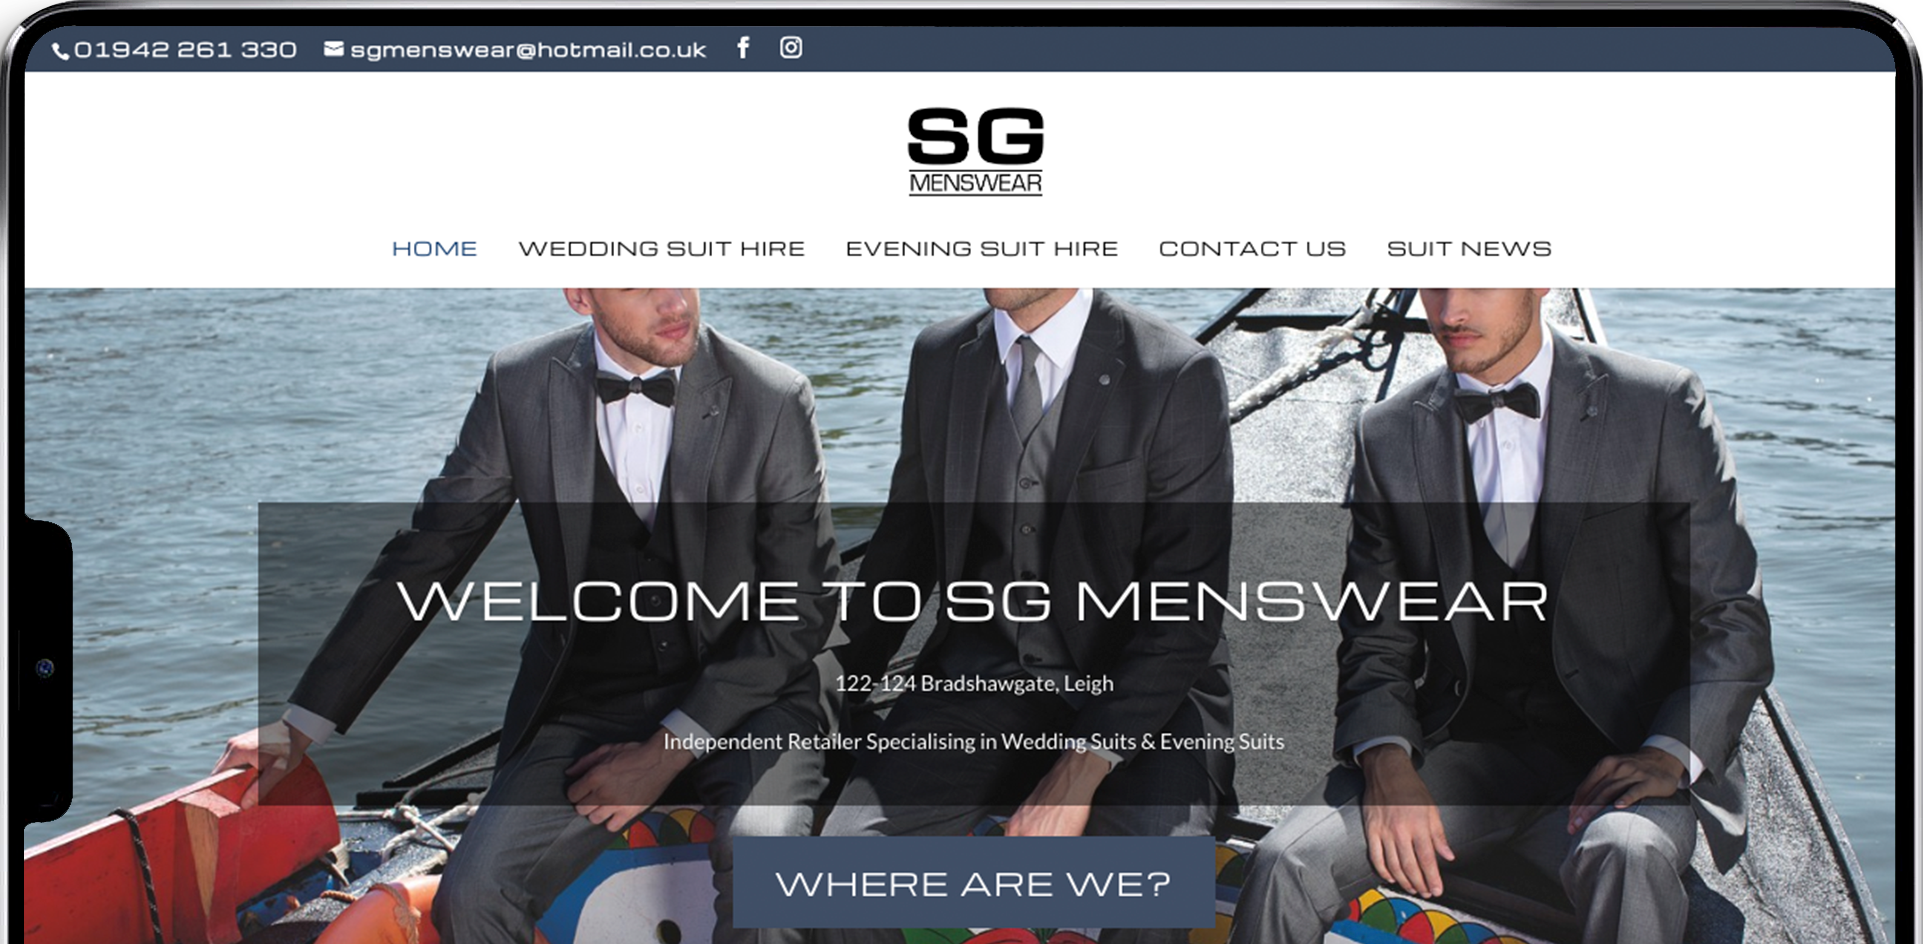 01942 261 330 sgmenswear@hotmail.co.uk
SG
MENSWEAR
HOME WEDDING SUIT HIRE EVENING SUIT HIRE CONTACT US SUIT NEWS
WELCOME TO SG MENSWEAR
122-124 Bradshawgate, Leigh
Independent Retailer Specialising in Wedding Suits & Evening Suits
WHERE ARE WE?